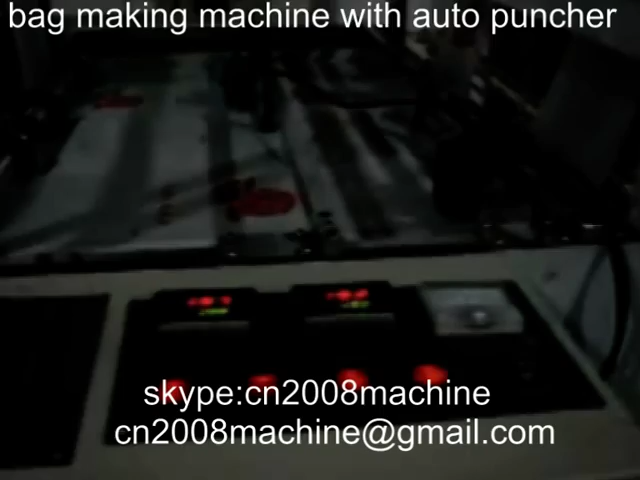 bag making machine with auto puncher
skype:cn2008machine
cn2008machine@gmail.com